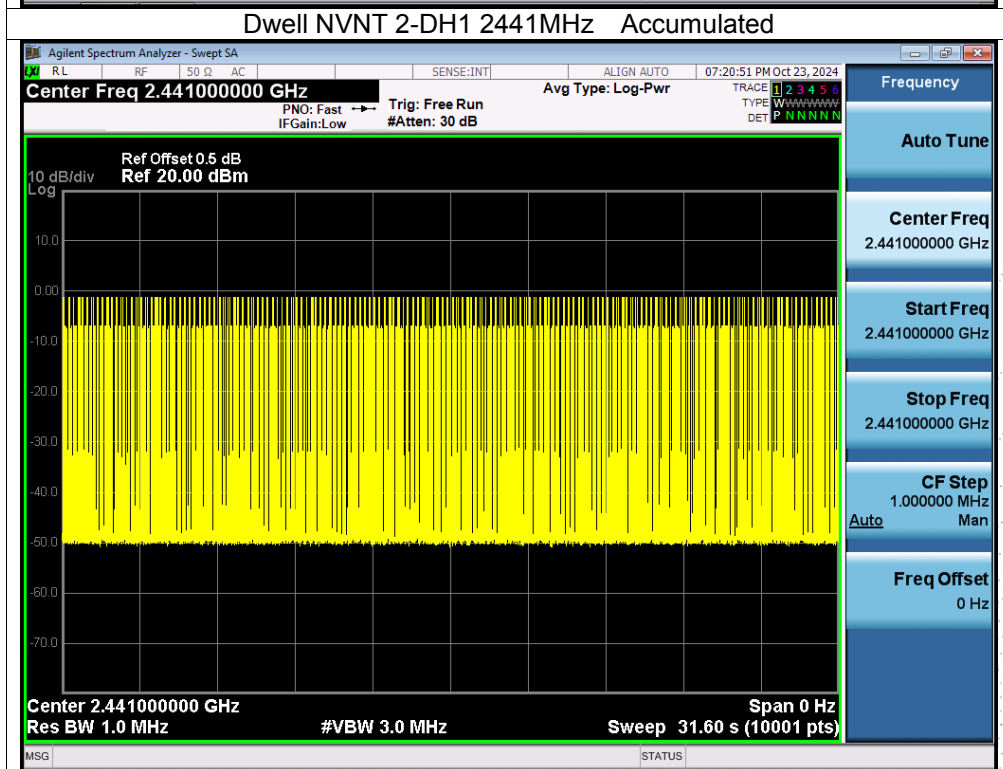 Dwell NVNT 2-DH1 2441MHz Accumulated
Agilent Spectrum Analyzer - Swept SA
LXI RL RF 50 Ω AC SENSE:INT ALIGN AUTO 07:20:51 PM Oct 23, 2024
Center Freq 2.441000000 GHz
PNO: Fast
IFGain:Low
Trig: Free Run
#Atten: 30 dB
Avg Type: Log-Pwr
TRACE 1 2 3 4 5 6
TYPE WWWWWWW
DET P N N N N N
Ref Offset 0.5 dB
10 dB/div Ref 20.00 dBm
Log
10.0
0.00
-10.0
-20.0
-30.0
-40.0
-50.0
-60.0
-70.0
Center 2.441000000 GHz Span 0 Hz
Res BW 1.0 MHz #VBW 3.0 MHz Sweep 31.60 s (10001 pts)
MSG STATUS
Frequency
Auto Tune
Center Freq
2.441000000 GHz
Start Freq
2.441000000 GHz
Stop Freq
2.441000000 GHz
CF Step
1.000000 MHz
Auto Man
Freq Offset
0 Hz